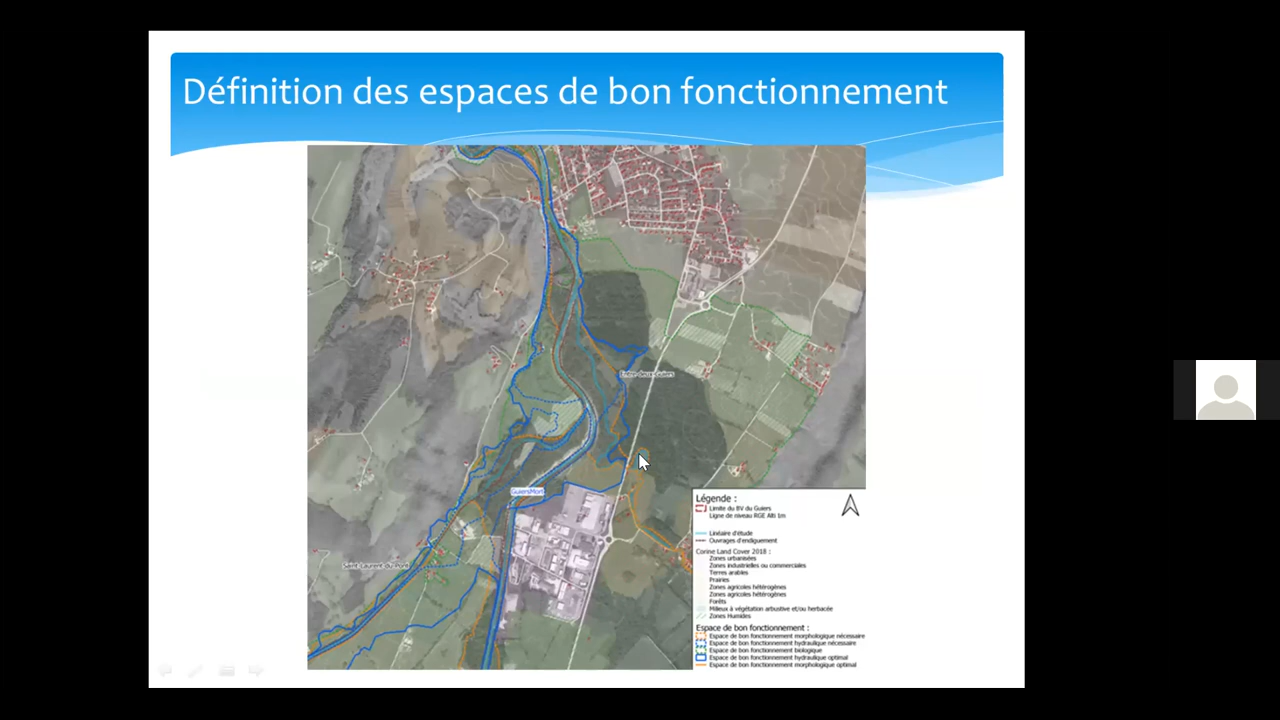 Définition des espaces de bon fonctionnement
Entre-deux-Guiers
GuiersMort
Saint-Laurent-du-Pont
Légende :
Limite du BV du Guiers
Ligne de niveau RGE Alti 1m
Linéaire d'étude
Ouvrages d'endiguement
Corine Land Cover 2018 :
Zones urbanisées
Zones industrielles ou commerciales
Terres arables
Prairies
Zones agricoles hétérogènes
Zones agricoles hétérogènes
Forêts
Milieux à végétation arbustive et/ou herbacée
Zones Humides
Espace de bon fonctionnement :
Espace de bon fonctionnement morphologique nécessaire
Espace de bon fonctionnement hydraulique nécessaire
Espace de bon fonctionnement biologique
Espace de bon fonctionnement hydraulique optimal
Espace de bon fonctionnement morphologique optimal